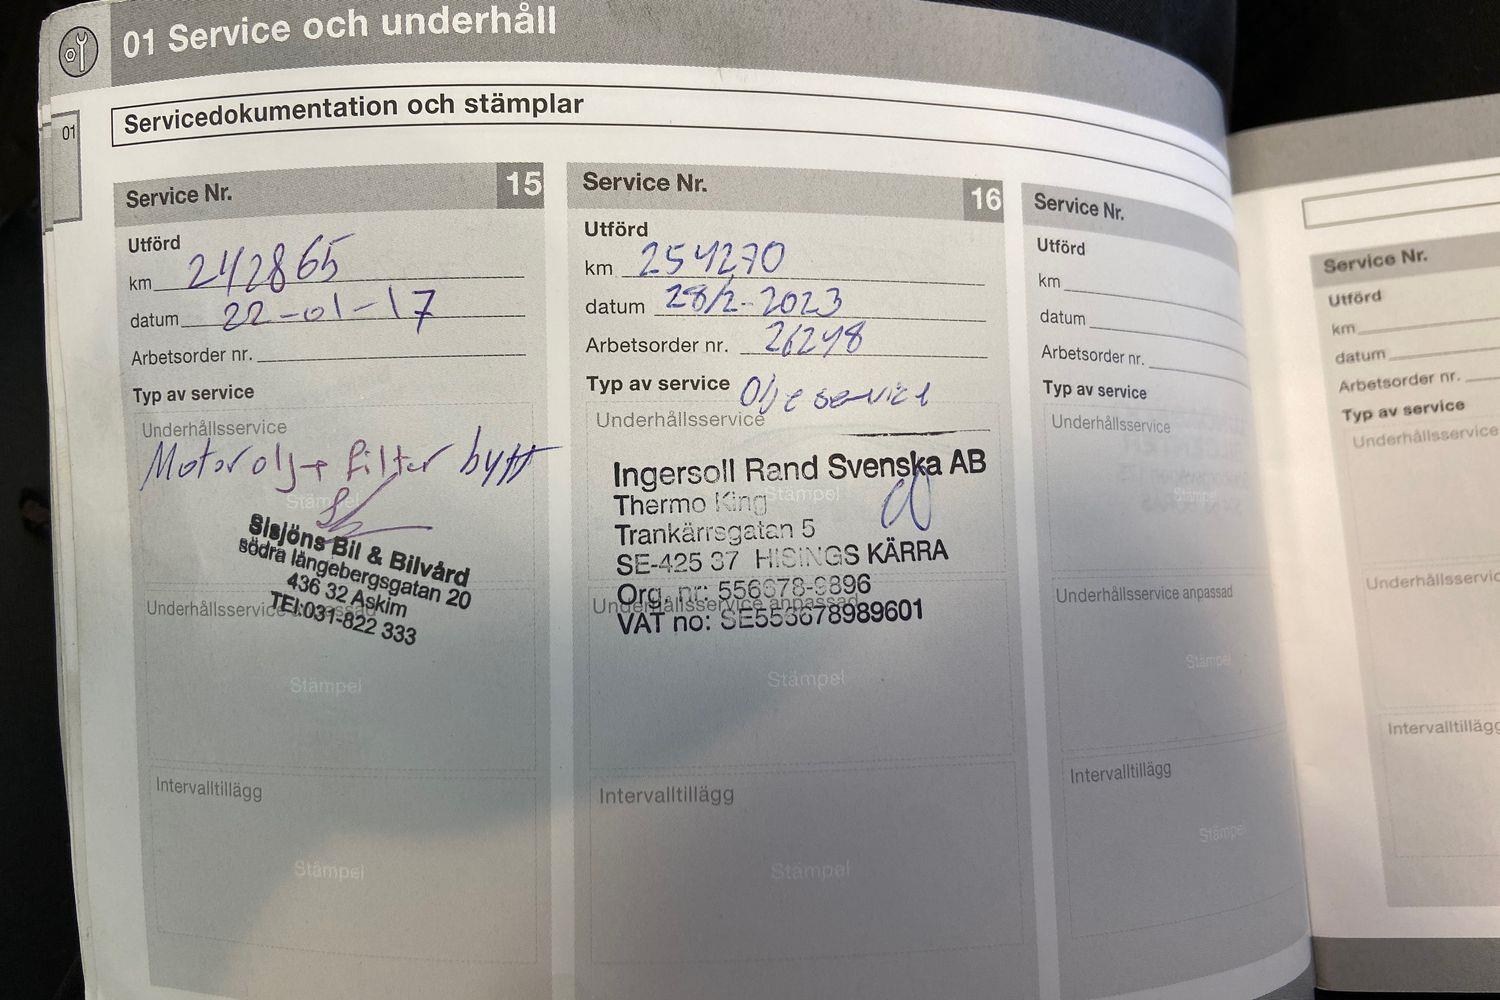 01 Service och underhåll
01
Servicedokumentation och stämplar
Service Nr. 15
Utförd
km 242865
datum 22-01-17
Arbetsorder nr.
Typ av service
Underhållsservice
Motorolj + filter bytt
Stämpel
Sisjöns Bil & Bilvård
södra långebergsgatan 20
436 32 Askim
TEl:031-822 333
Underhållsservice anpassad
Stämpel
Intervalltillägg
Stämpel
Service Nr. 16
Utförd
km 254270
datum 28/2-2023
Arbetsorder nr. 26248
Typ av service Olje service
Underhållsservice
Stämpel
Ingersoll Rand Svenska AB
Thermo King
Trankärrsgatan 5
SE-425 37 HISINGS KÄRRA
Org. nr: 556678-9896
Underhållsservice anpassad
VAT no: SE556678989601
Stämpel
Intervalltillägg
Stämpel
Service Nr.
Utförd
km
datum
Arbetsorder nr.
Typ av service
Underhållsservice
Stämpel
Underhållsservice anpassad
Stämpel
Intervalltillägg
Stämpel
Service Nr.
Utförd
km
datum
Arbetsorder nr.
Typ av service
Underhållsservice
Intervalltillägg